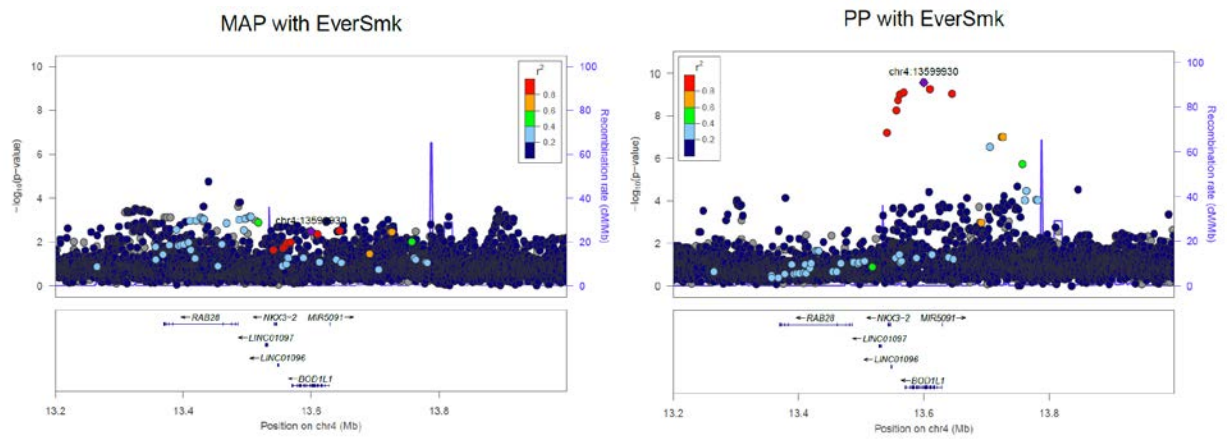 MAP with EverSmk
PP with EverSmk
10
8
6
4
2
0
− log10(p−value)
100
80
60
40
20
0
Recombination rate (cM/Mb)
r2
0.8
0.6
0.4
0.2
chr4:13599930
RAB28
NKX3−2
MIR5091
LINC01097
LINC01096
BOD1L1
13.2
13.4
13.6
13.8
Position on chr4 (Mb)
10
8
6
4
2
0
− log10(p−value)
100
80
60
40
20
0
Recombination rate (cM/Mb)
r2
0.8
0.6
0.4
0.2
chr4:13599930
RAB28
NKX3−2
MIR5091
LINC01097
LINC01096
BOD1L1
13.2
13.4
13.6
13.8
Position on chr4 (Mb)